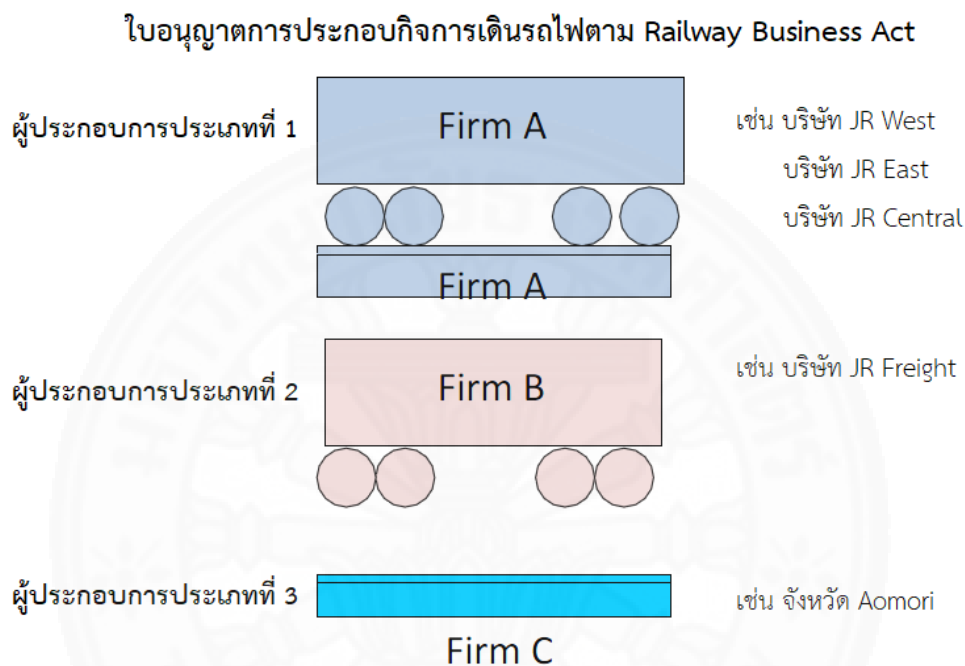 ใบอนุญาตการประกอบกิจการเดินรถไฟตาม Railway Business Act
ผู้ประกอบการประเภทที่ 1
Firm A
เช่น บริษัท JR West
บริษัท JR East
บริษัท JR Central
Firm A
ผู้ประกอบการประเภทที่ 2
Firm B
เช่น บริษัท JR Freight
ผู้ประกอบการประเภทที่ 3
เช่น จังหวัด Aomori
Firm C